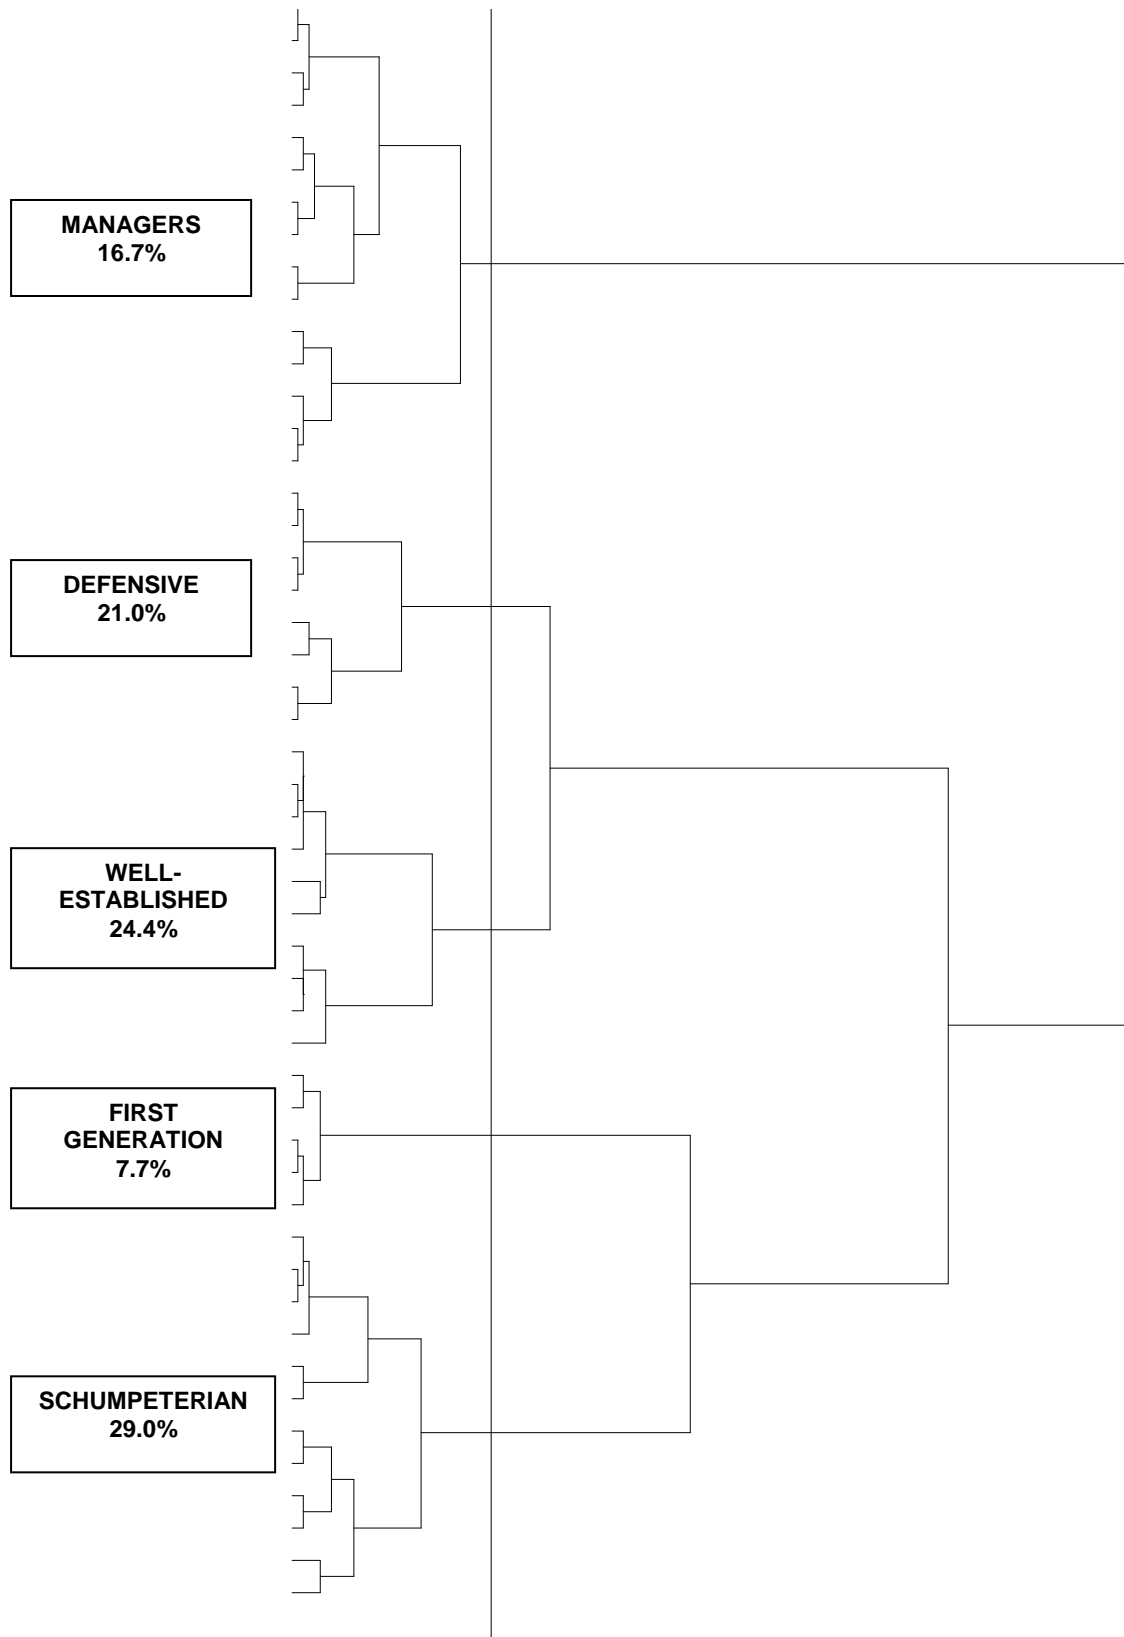 MANAGERS
16.7%
DEFENSIVE
21.0%
WELL-
ESTABLISHED
24.4%
FIRST
GENERATION
7.7%
SCHUMPETERIAN
29.0%